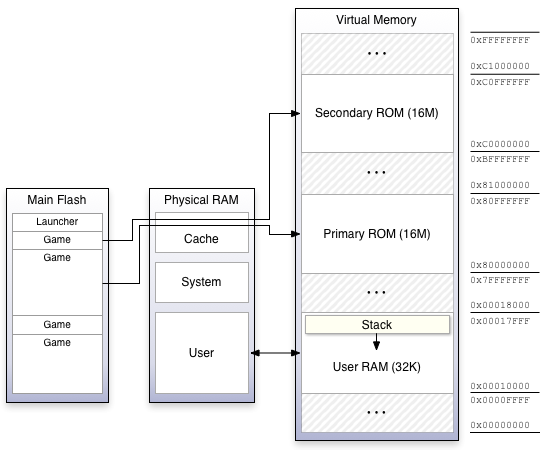 Virtual Memory
...
0xFFFFFFFF
0xC1000000
0xC0FFFFFF
Secondary ROM (16M)
0xC0000000
0xBFFFFFFF
...
0x81000000
0x80FFFFFF
Main Flash
Physical RAM
Launcher
Game
Cache
Primary ROM (16M)
Game
0x80000000
0x7FFFFFFF
System
...
0x00018000
0x00017FFF
Game
Stack
Game
User
User RAM (32K)
0x00010000
0x0000FFFF
...
0x00000000